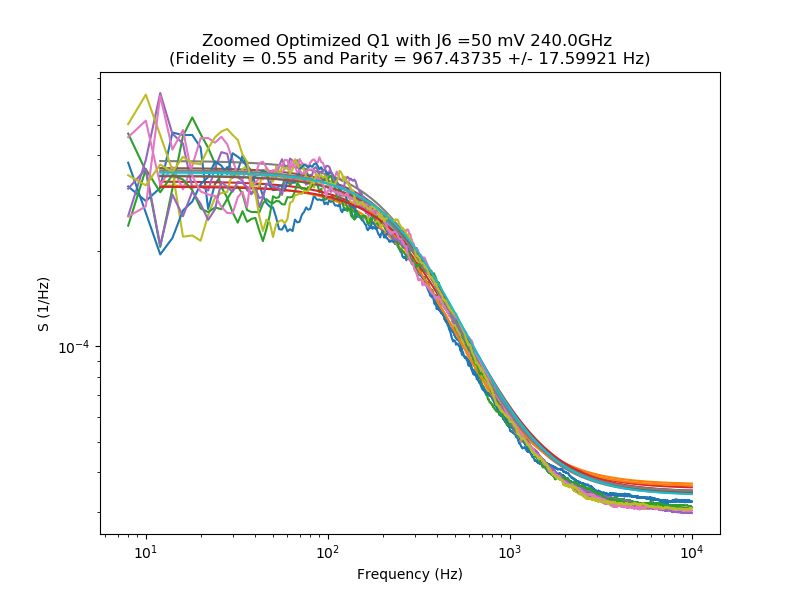 Zoomed Optimized Q1 with J6 =50 mV 240.0GHz
(Fidelity = 0.55 and Parity = 967.43735 +/- 17.59921 Hz)
S (1/Hz)
10⁻⁴
10¹ 10² 10³ 10⁴
Frequency (Hz)